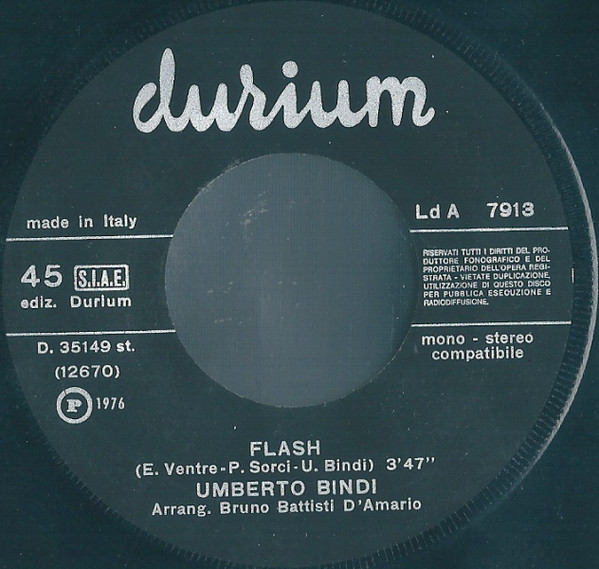 durium
made in Italy
Ld A 7913
45 S.I.A.E.
ediz. Durium
RISERVATI TUTTI I DIRITTI DEL PRO-
DUTTORE FONOGRAFICO E DEL
PROPRIETARIO DELL'OPERA REGI-
STRATA - VIETATE DUPLICAZIONE,
UTILIZZAZIONE DI QUESTO DISCO
PER PUBBLICA ESECUZIONE E
RADIODIFFUSIONE.
D. 35149 st.
(12670)
P 1976
mono - stereo
compatibile
FLASH
(E. Ventre - P. Sorci - U. Bindi) 3'47"
UMBERTO BINDI
Arrang. Bruno Battisti D'Amario